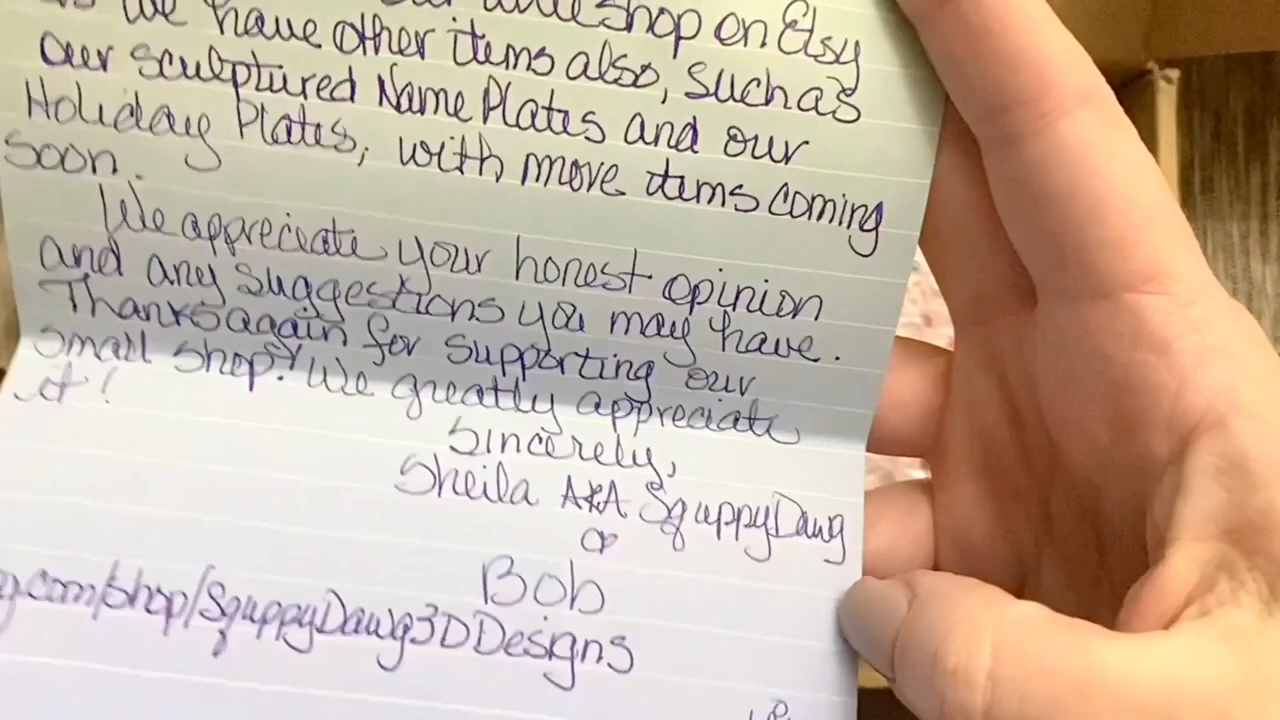 We have other items also, such as
our sculptured Name Plates and our
Holiday Plates, with more items coming
soon.
We appreciate your honest opinion
and any suggestions you may have.
Thanks again for supporting our
small shop! We greatly appreciate
it!
Sincerely,
Sheila AKA SquppyDawg
&
Bob
y.com/shop/SquppyDawg3DDesigns